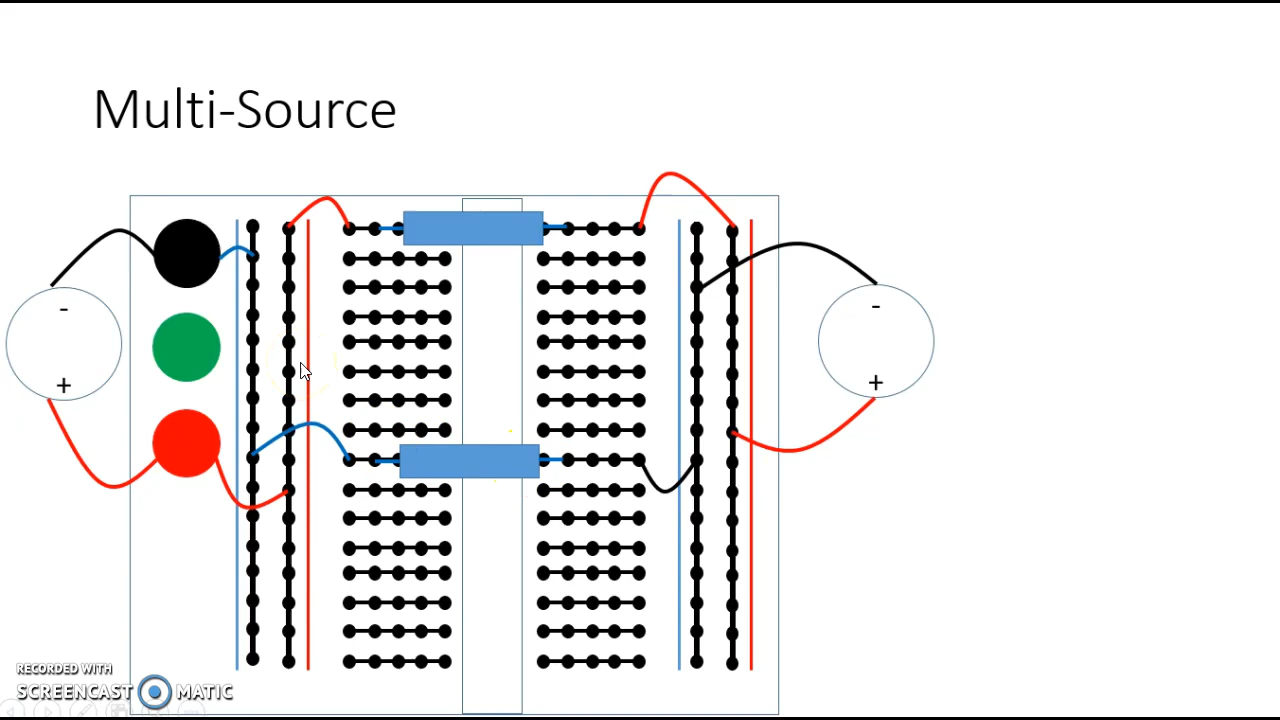 Multi-Source
-
+
-
+
RECORDED WITH
SCREENCAST MATIC